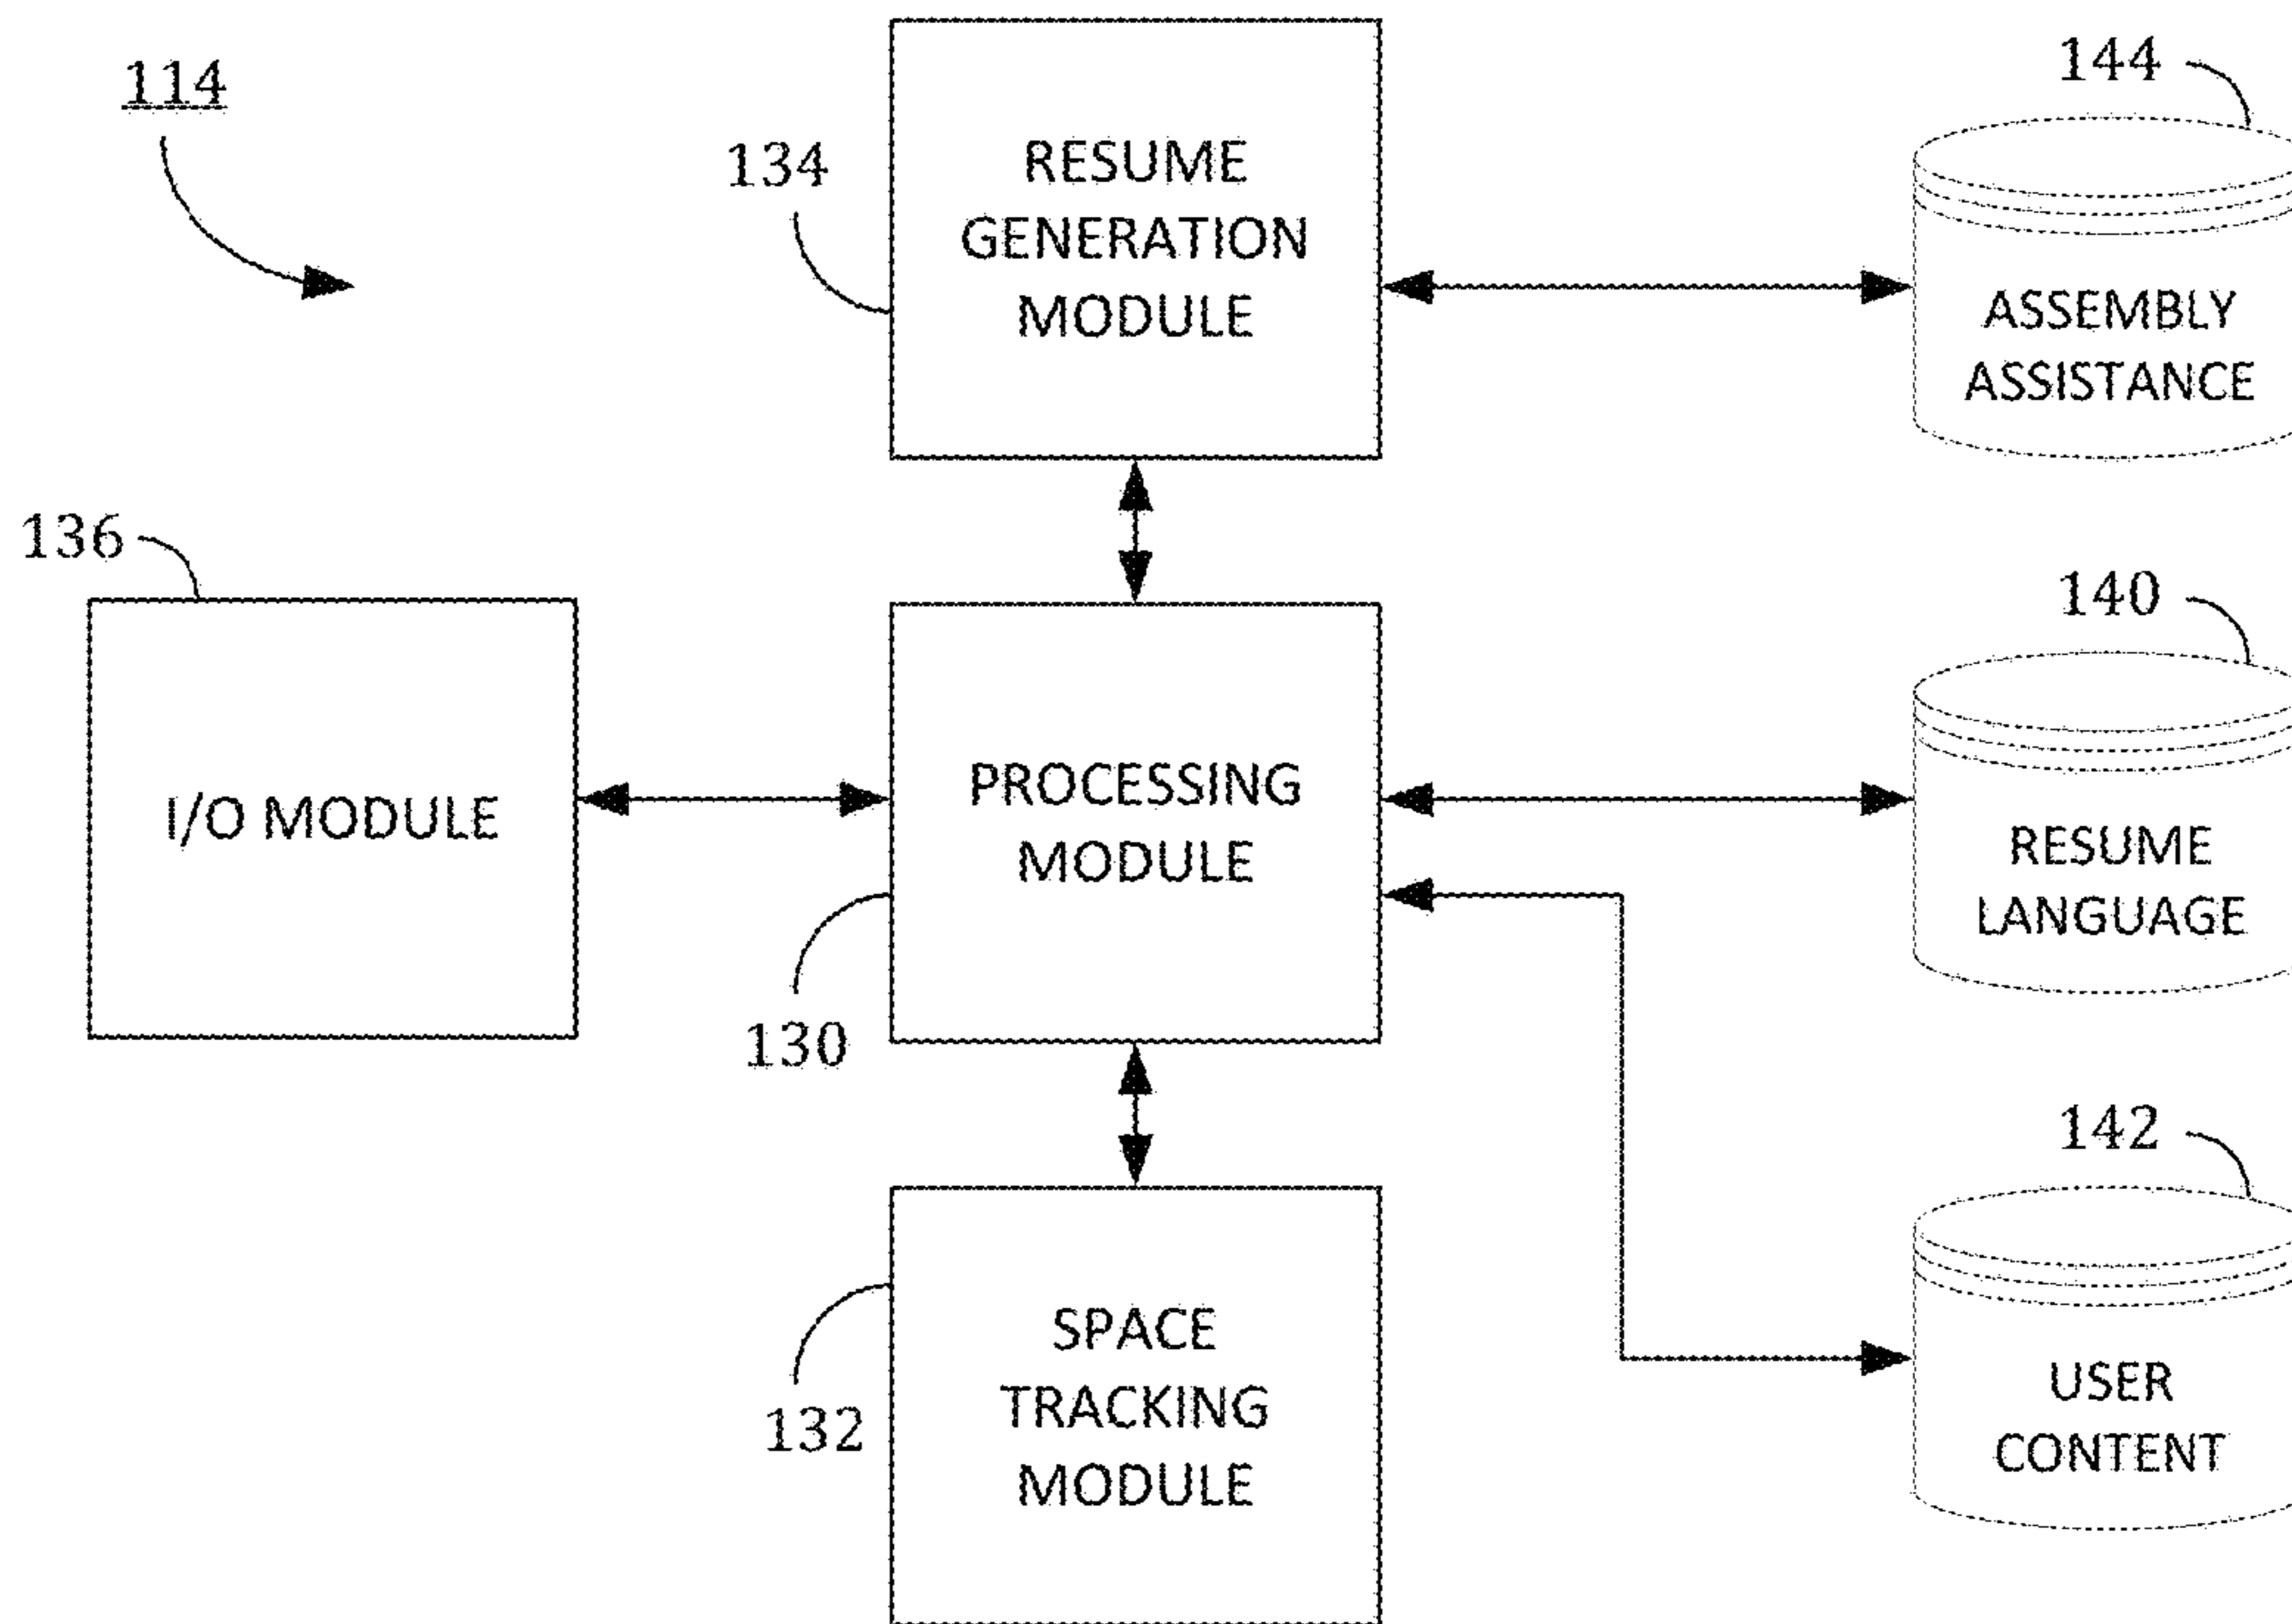 114
134
RESUME
GENERATION
MODULE
144
ASSEMBLY
ASSISTANCE
136
I/O MODULE
PROCESSING
MODULE
130
140
RESUME
LANGUAGE
132
SPACE
TRACKING
MODULE
142
USER
CONTENT